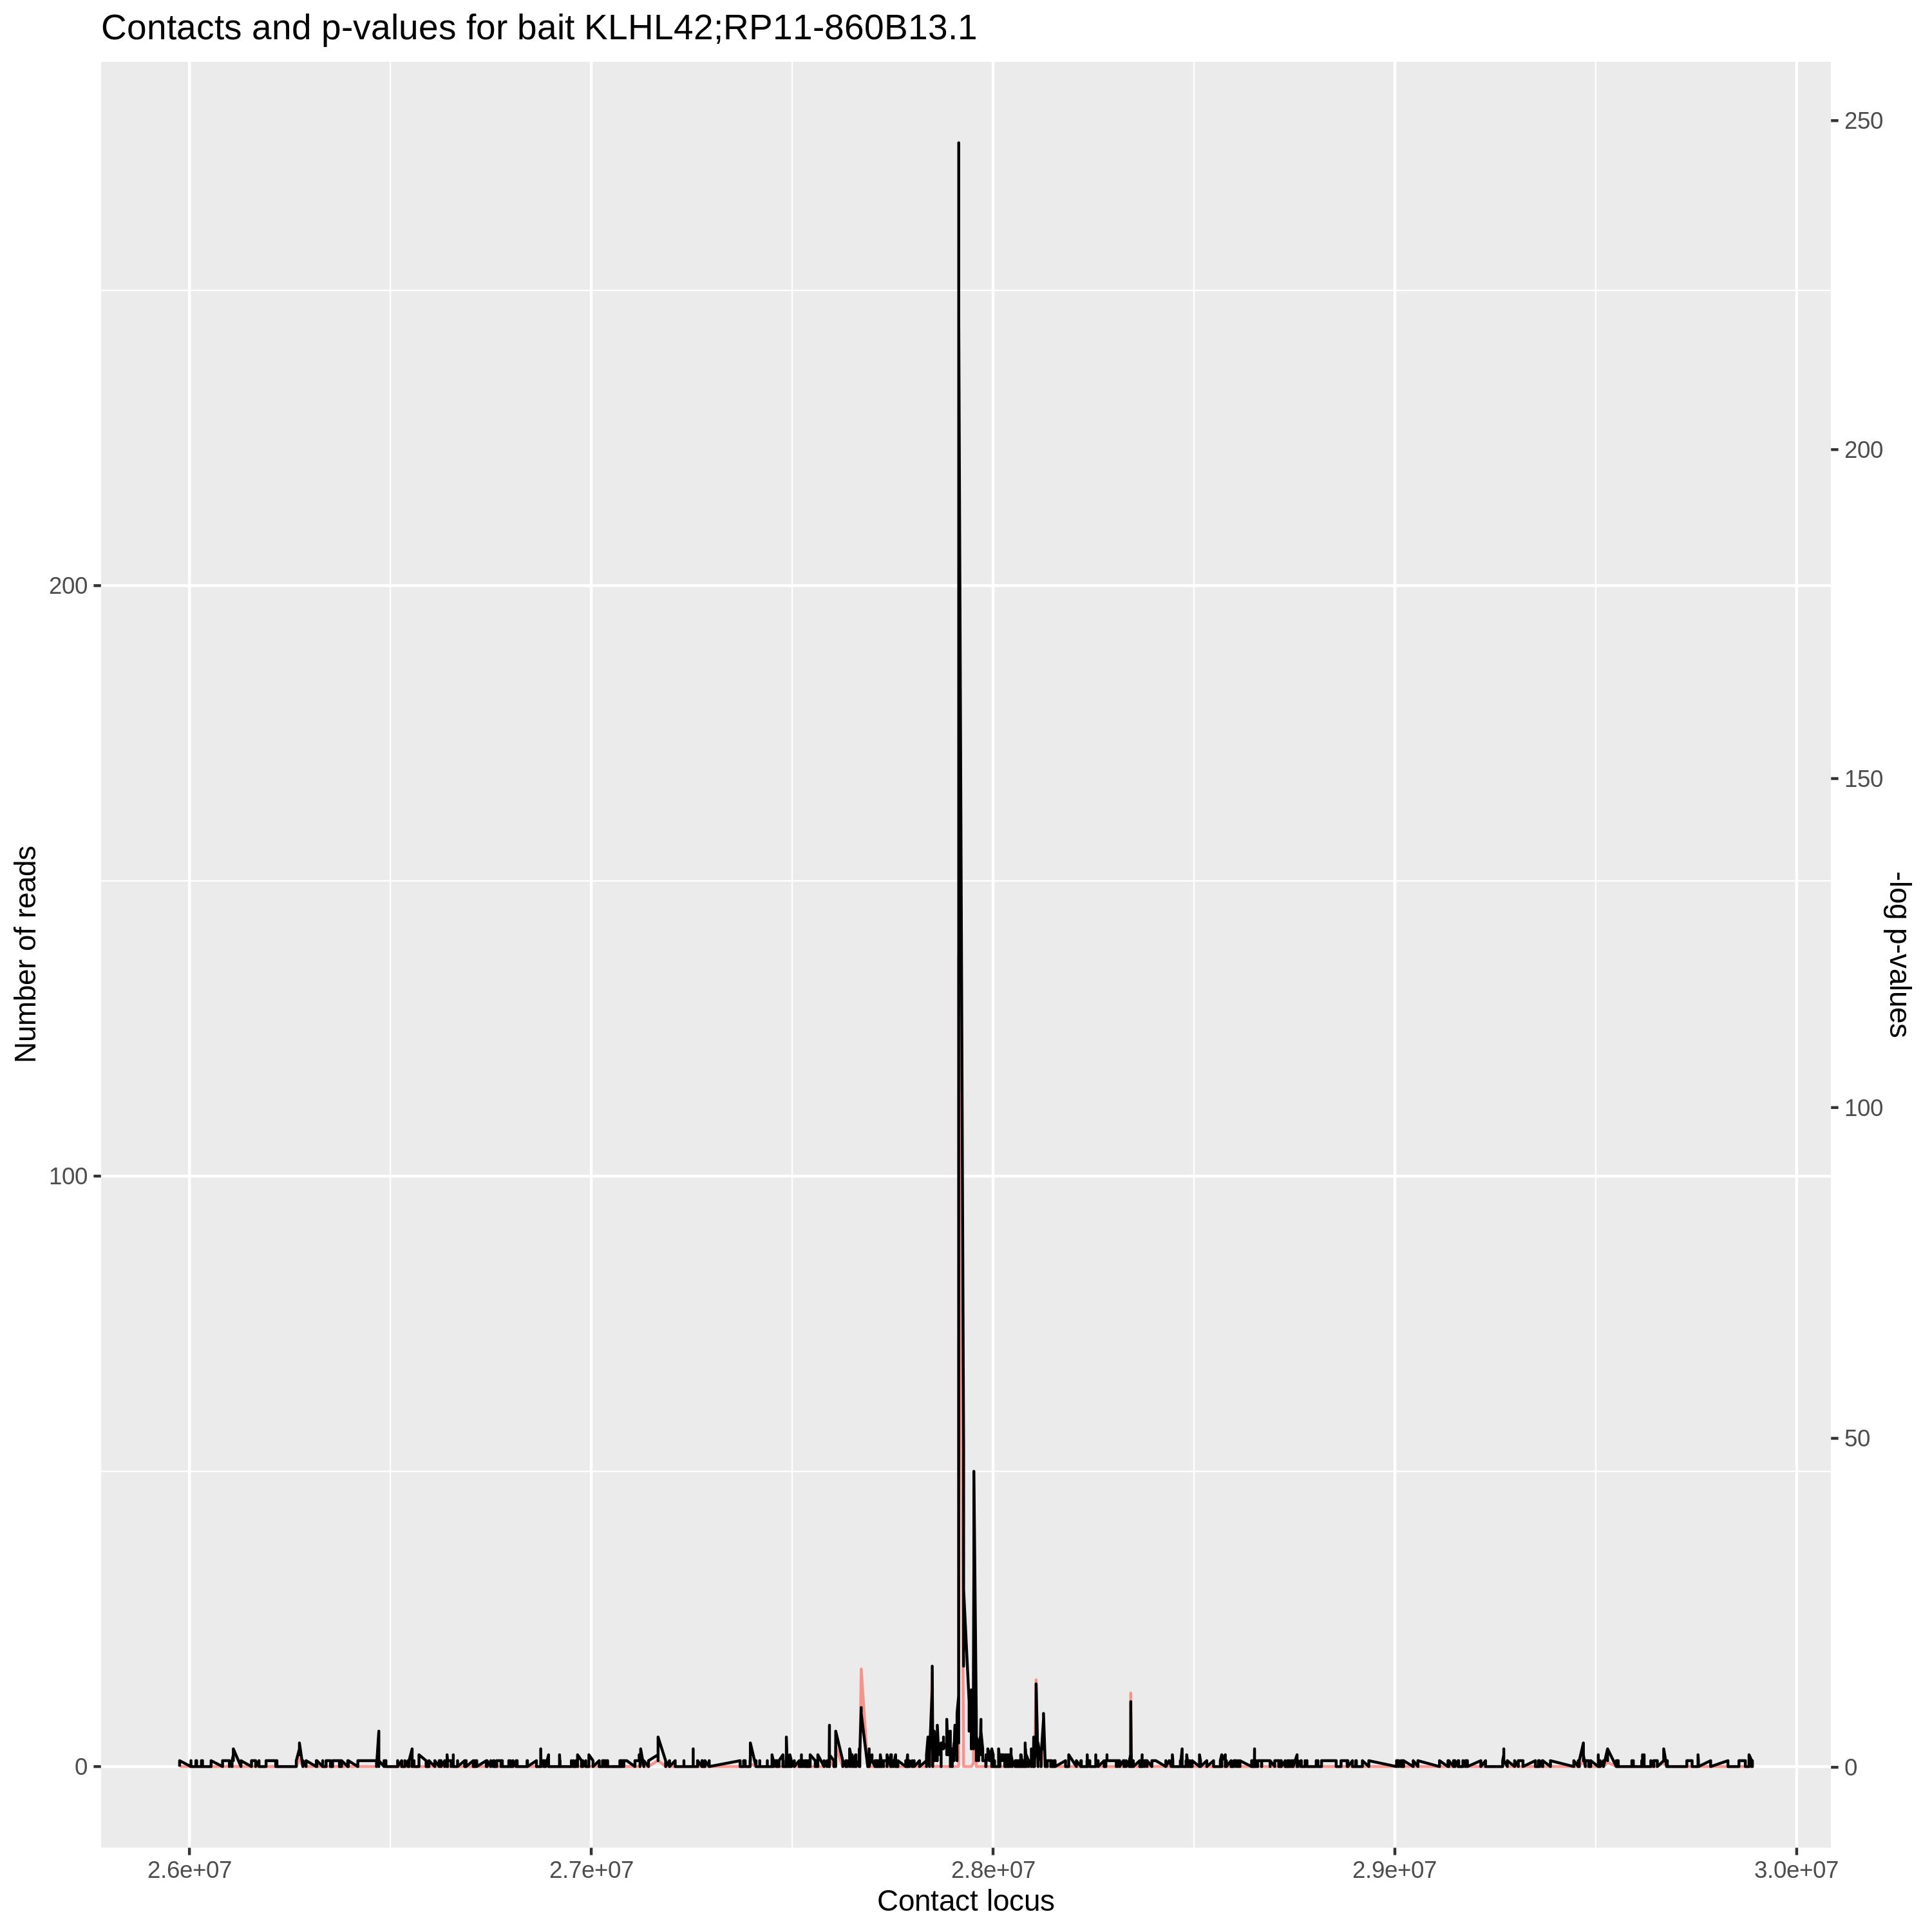 Contacts and p-values for bait KLHL42;RP11-860B13.1
Number of reads
200
100
0
250
200
150
100
50
0
-log p-values
2.6e+07
2.7e+07
2.8e+07
2.9e+07
3.0e+07
Contact locus